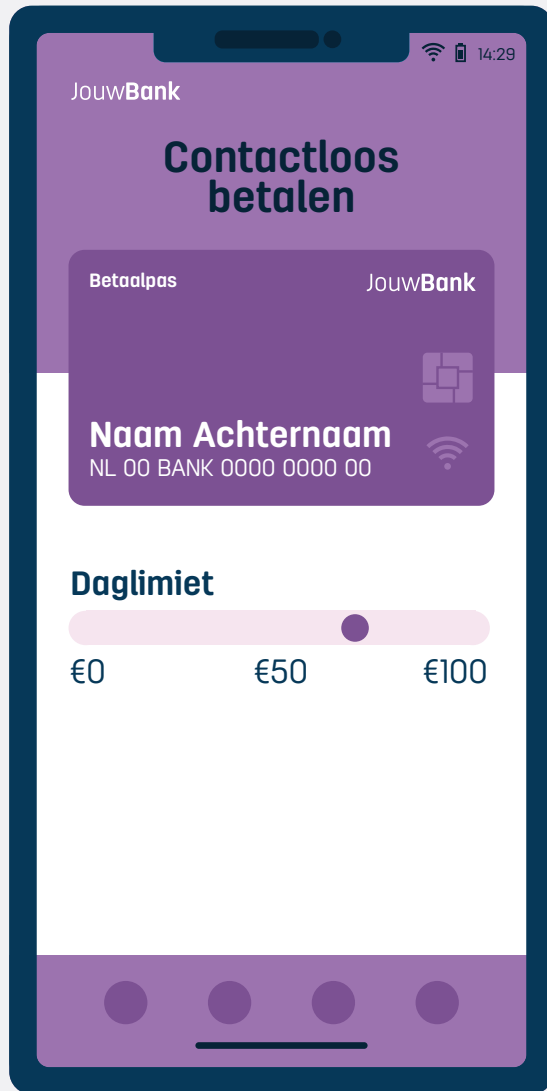 14:29
JouwBank
Contactloos
betalen
Betaalpas JouwBank
Naam Achternaam
NL 00 BANK 0000 0000 00
Daglimiet
€0 €50 €100